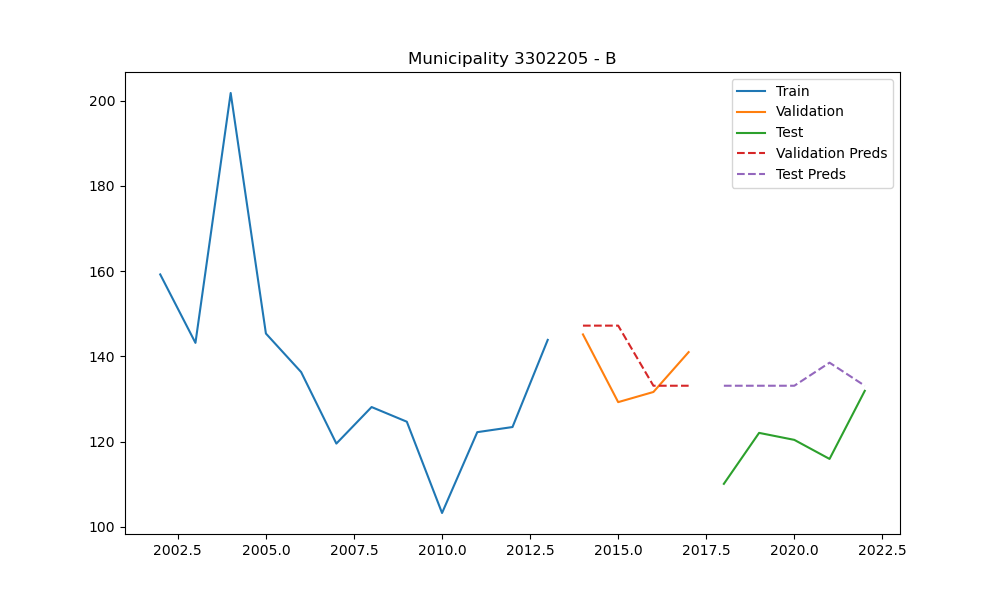 Municipality 3302205 - B
Train
Validation
Test
Validation Preds
Test Preds
200
180
160
140
120
100
2002.5 2005.0 2007.5 2010.0 2012.5 2015.0 2017.5 2020.0 2022.5